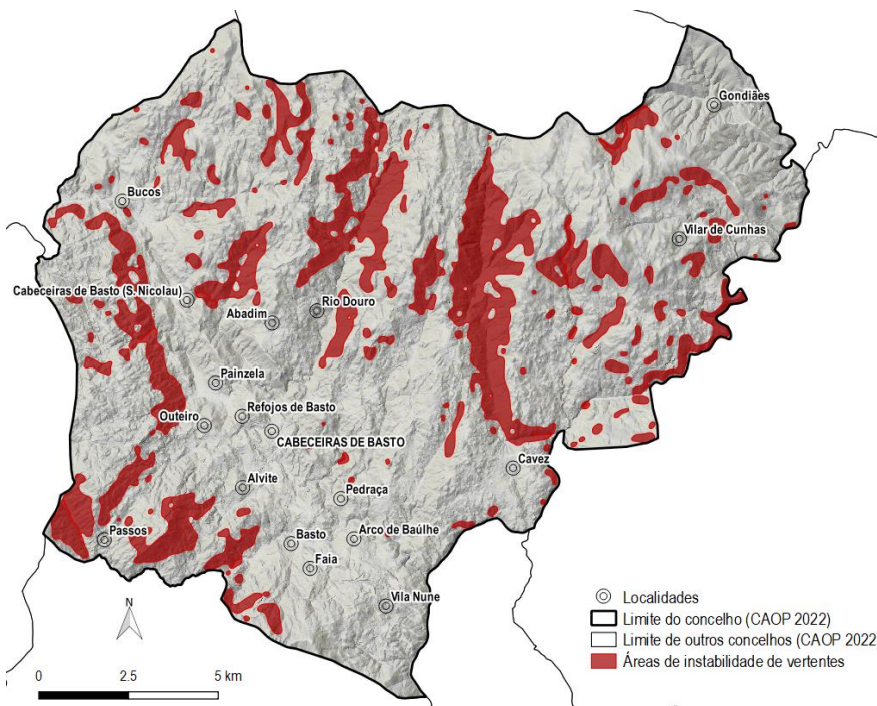 Gondiães
Bucos
Vilar de Cunhas
Cabeceiras de Basto (S. Nicolau)
Rio Douro
Abadim
Painzela
Refojos de Basto
Outeiro
CABECEIRAS DE BASTO
Cavez
Alvite
Pedraça
Passos
Basto
Arco de Baúlhe
Faia
Vila Nune
N
0 2.5 5 km
Localidades
Limite do concelho (CAOP 2022)
Limite de outros concelhos (CAOP 2022
Áreas de instabilidade de vertentes